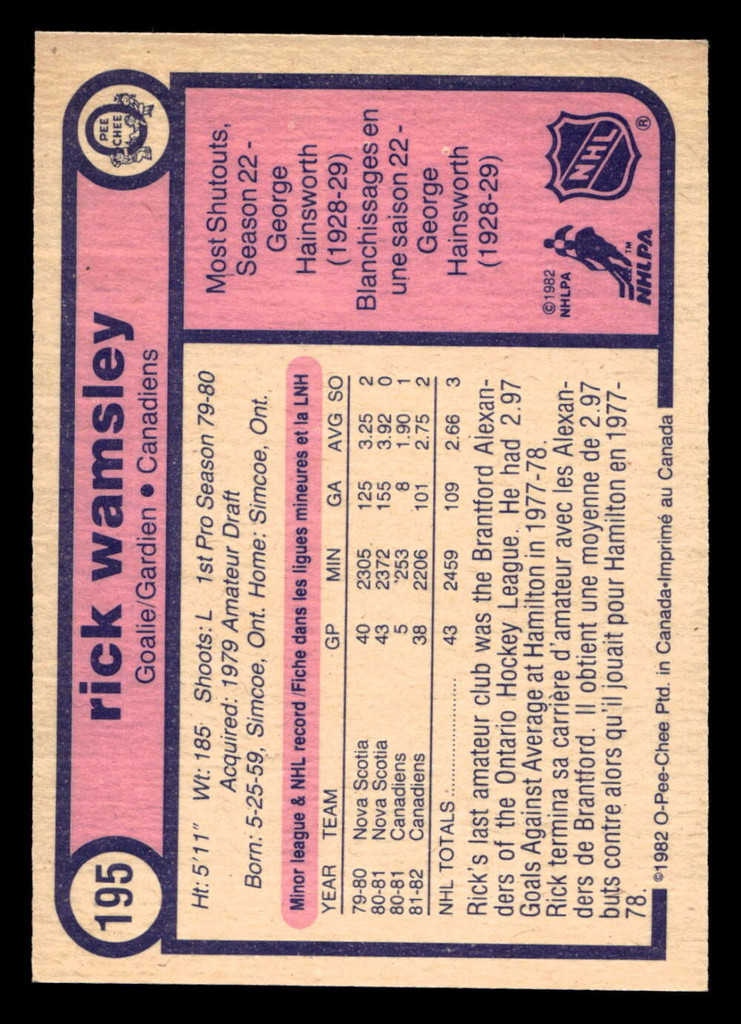 195
rick wamsley
Goalie/Gardien • Canadiens
O PEE CHEE
Ht: 5'11" Wt: 185 Shoots: L 1st Pro Season 79-80
Acquired: 1979 Amateur Draft
Born: 5-25-59, Simcoe, Ont. Home: Simcoe, Ont.
Minor league & NHL record/Fiche dans les ligues mineures et la LNH
YEAR TEAM GP MIN GA AVG SO
79-80 Nova Scotia 40 2305 125 3.25 2
80-81 Nova Scotia 43 2372 155 3.92 0
80-81 Canadiens 5 253 8 1.90 1
81-82 Canadiens 38 2206 101 2.75 2
NHL TOTALS .................... 43 2459 109 2.66 3
Rick's last amateur club was the Brantford Alexan-
ders of the Ontario Hockey League. He had 2.97
Goals Against Average at Hamilton in 1977-78.
Rick termina sa carrière d'amateur avec les Alexan-
ders de Brantford. Il obtient une moyenne de 2.97
buts contre alors qu'il jouait pour Hamilton en 1977-
78.
Most Shutouts,
Season 22 -
George
Hainsworth
(1928-29)
Blanchissages en
une saison 22 -
George
Hainsworth
(1928-29)
©1982
NHLPA
NHLPA™
NHL
®
©1982 O-Pee-Chee Ptd. in Canada•Imprimé au Canada